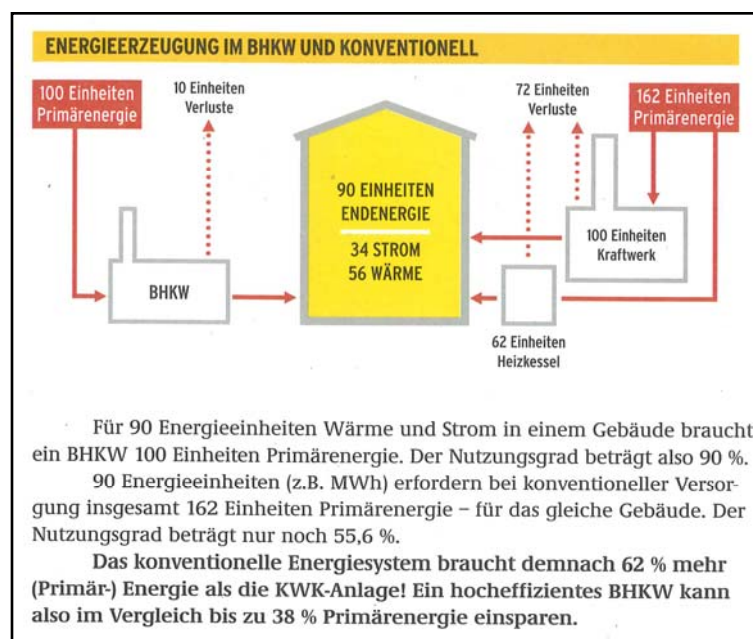 ENERGIEERZEUGUNG IM BHKW UND KONVENTIONELL
100 Einheiten
Primärenergie
10 Einheiten
Verluste
72 Einheiten
Verluste
162 Einheiten
Primärenergie
90 EINHEITEN
ENDENERGIE
34 STROM
56 WÄRME
BHKW
100 Einheiten
Kraftwerk
62 Einheiten
Heizkessel
Für 90 Energieeinheiten Wärme und Strom in einem Gebäude braucht
ein BHKW 100 Einheiten Primärenergie. Der Nutzungsgrad beträgt also 90 %.
90 Energieeinheiten (z.B. MWh) erfordern bei konventioneller Versor-
gung insgesamt 162 Einheiten Primärenergie – für das gleiche Gebäude. Der
Nutzungsgrad beträgt nur noch 55,6 %.
Das konventionelle Energiesystem braucht demnach 62 % mehr
(Primär-) Energie als die KWK-Anlage! Ein hocheffizientes BHKW kann
also im Vergleich bis zu 38 % Primärenergie einsparen.